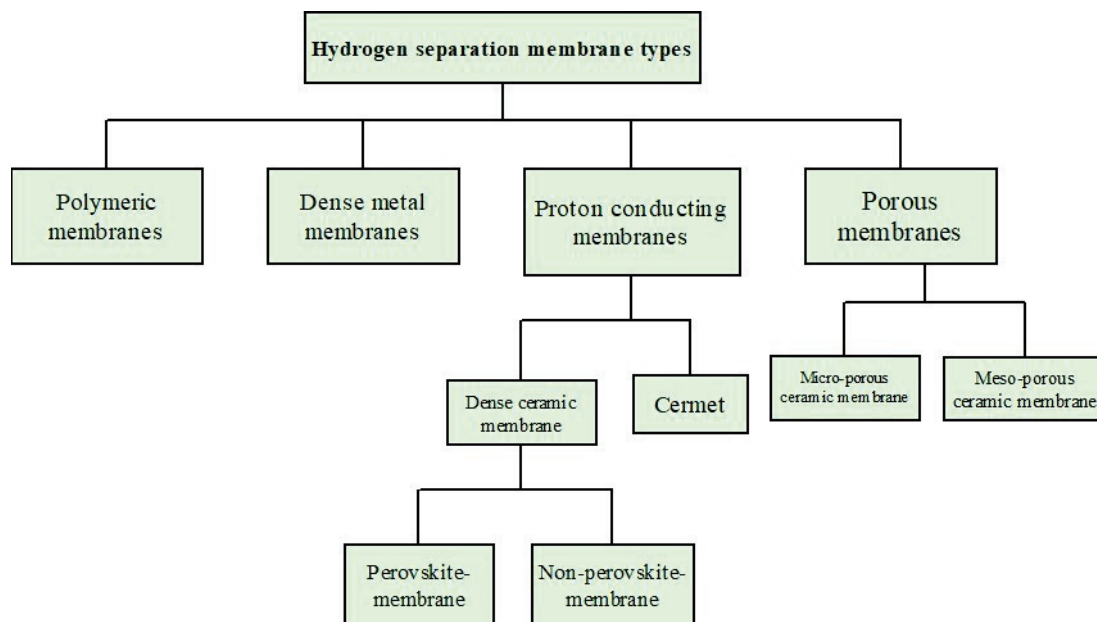 Hydrogen separation membrane types
Polymeric
membranes
Dense metal
membranes
Proton conducting
membranes
Porous
membranes
Dense ceramic
membrane
Cermet
Micro-porous
ceramic membrane
Meso-porous
ceramic membrane
Perovskite-
membrane
Non-perovskite-
membrane